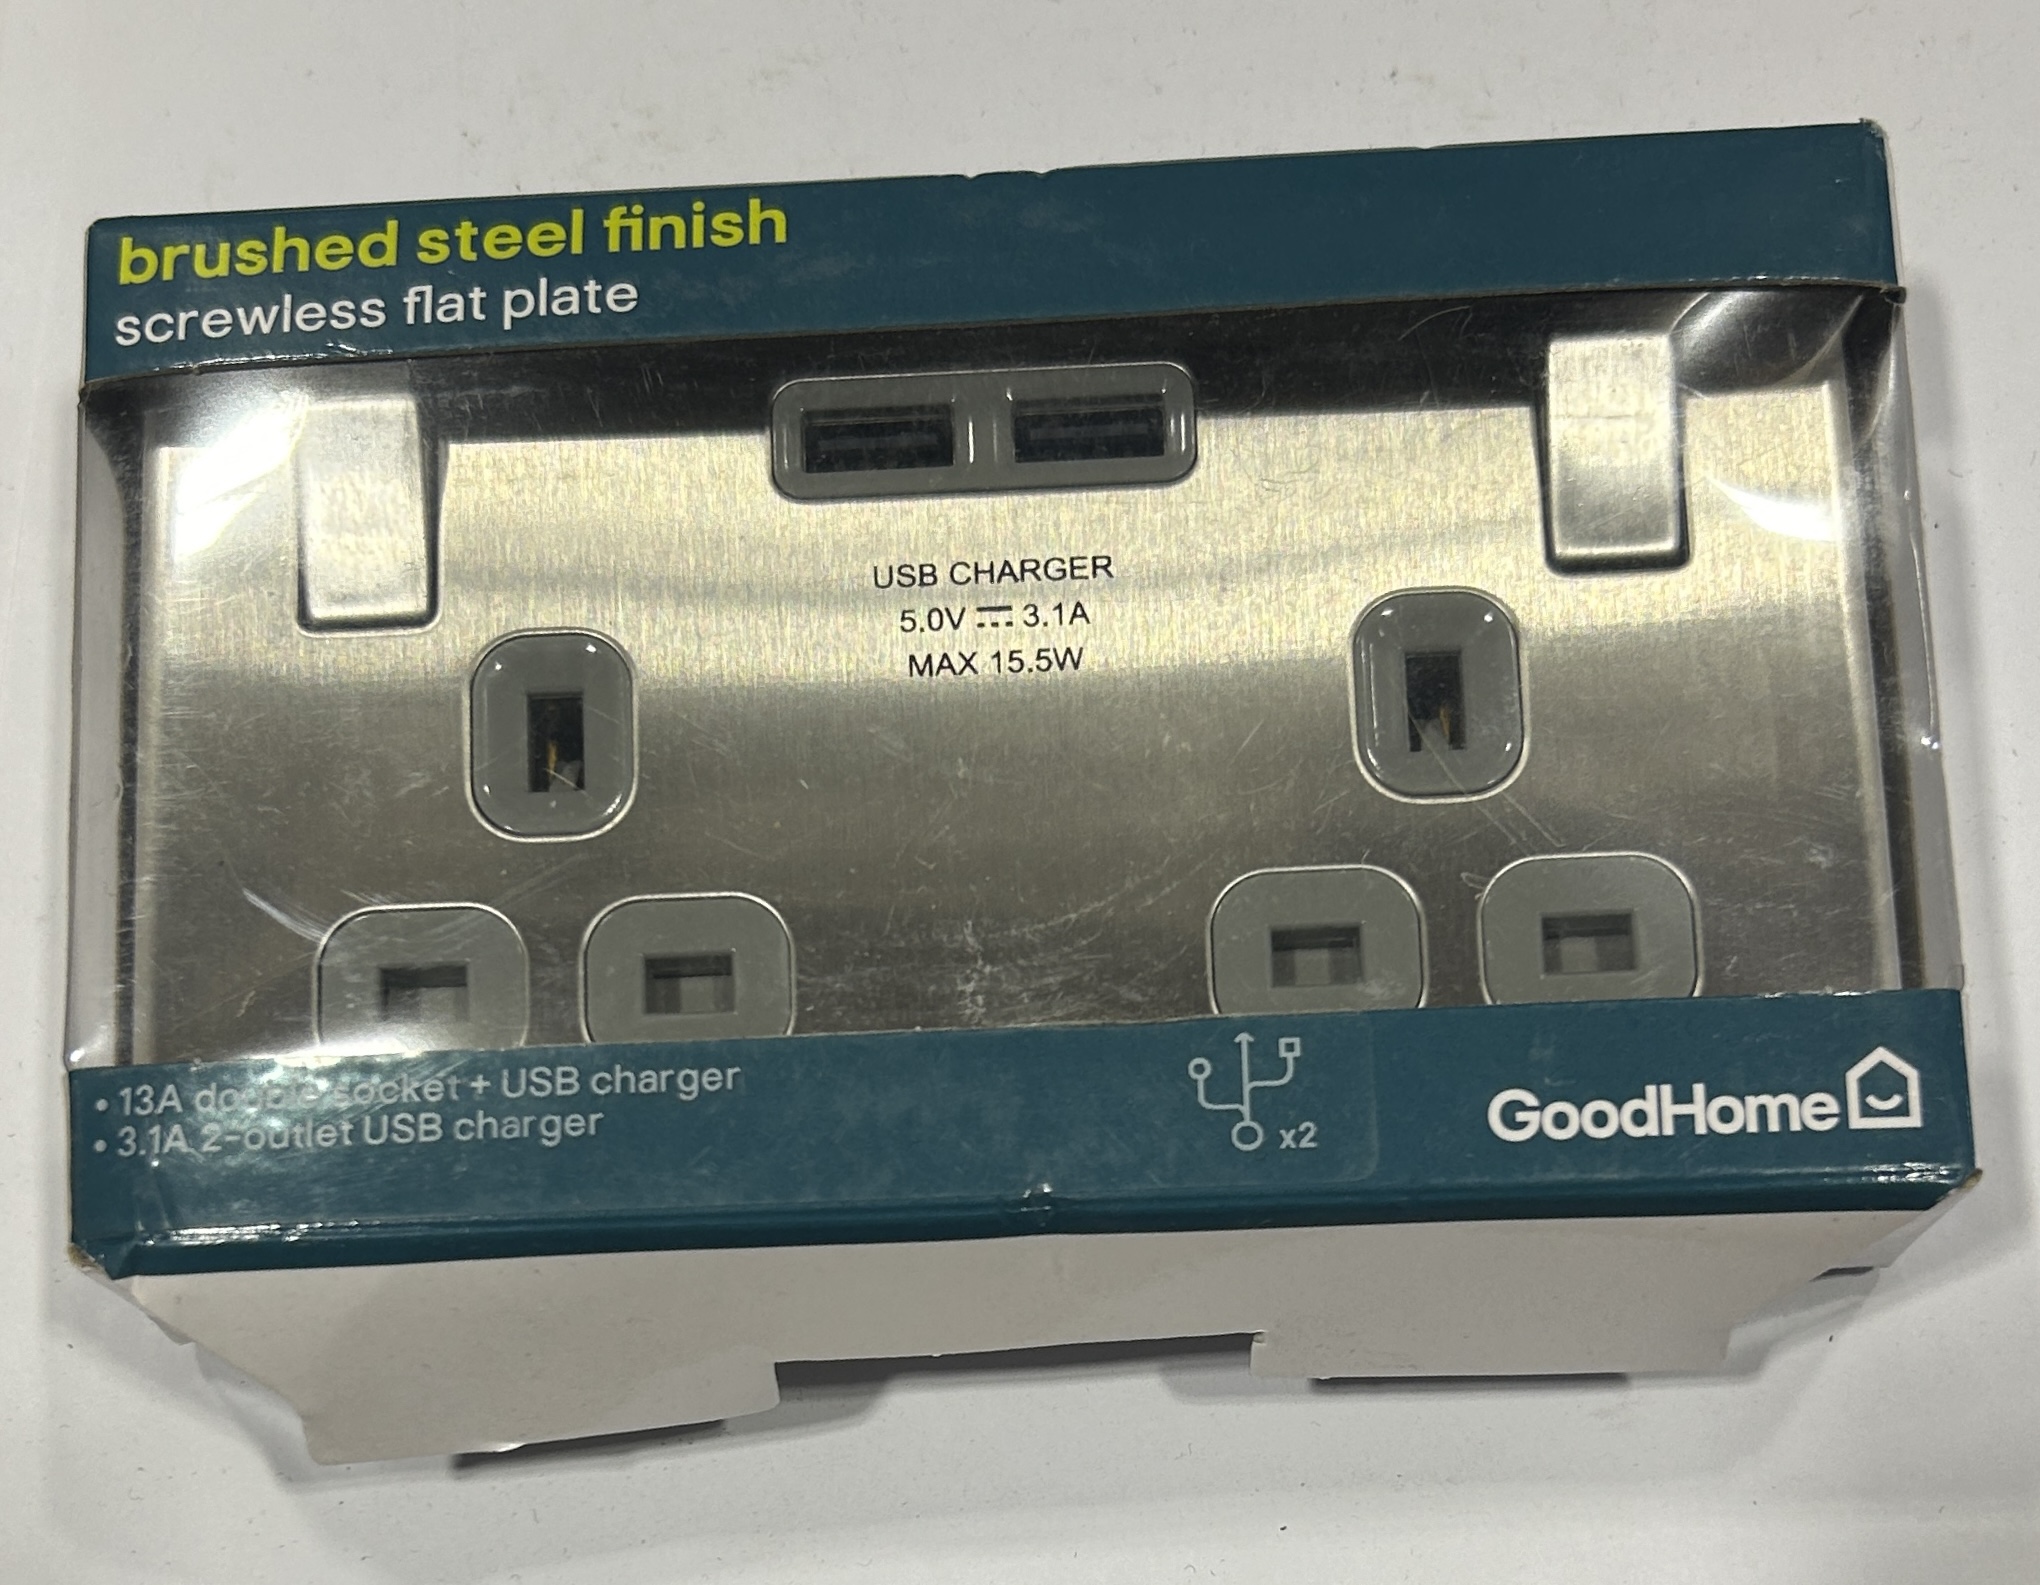 brushed steel finish
screwless flat plate
USB CHARGER
5.0V ⎓ 3.1A
MAX 15.5W
• 13A double socket + USB charger
• 3.1A 2-outlet USB charger
x2
GoodHome